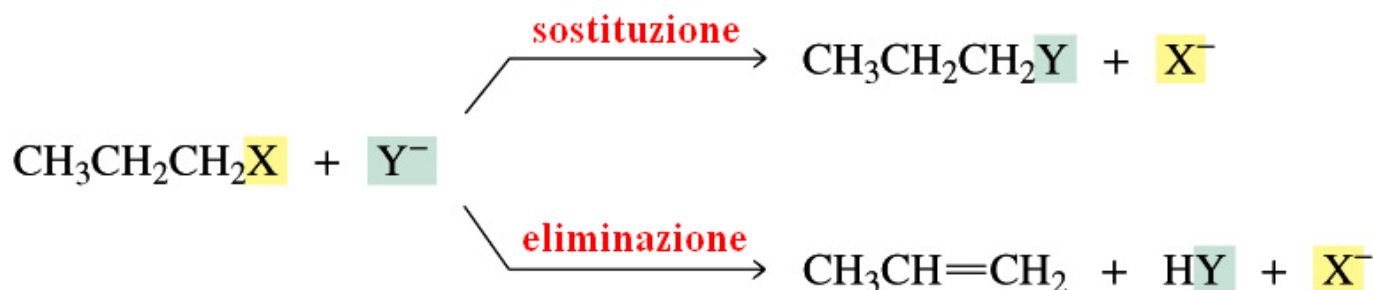 sostituzione
CH₃CH₂CH₂Y + X⁻
CH₃CH₂CH₂X + Y⁻
eliminazione
CH₃CH=CH₂ + HY + X⁻